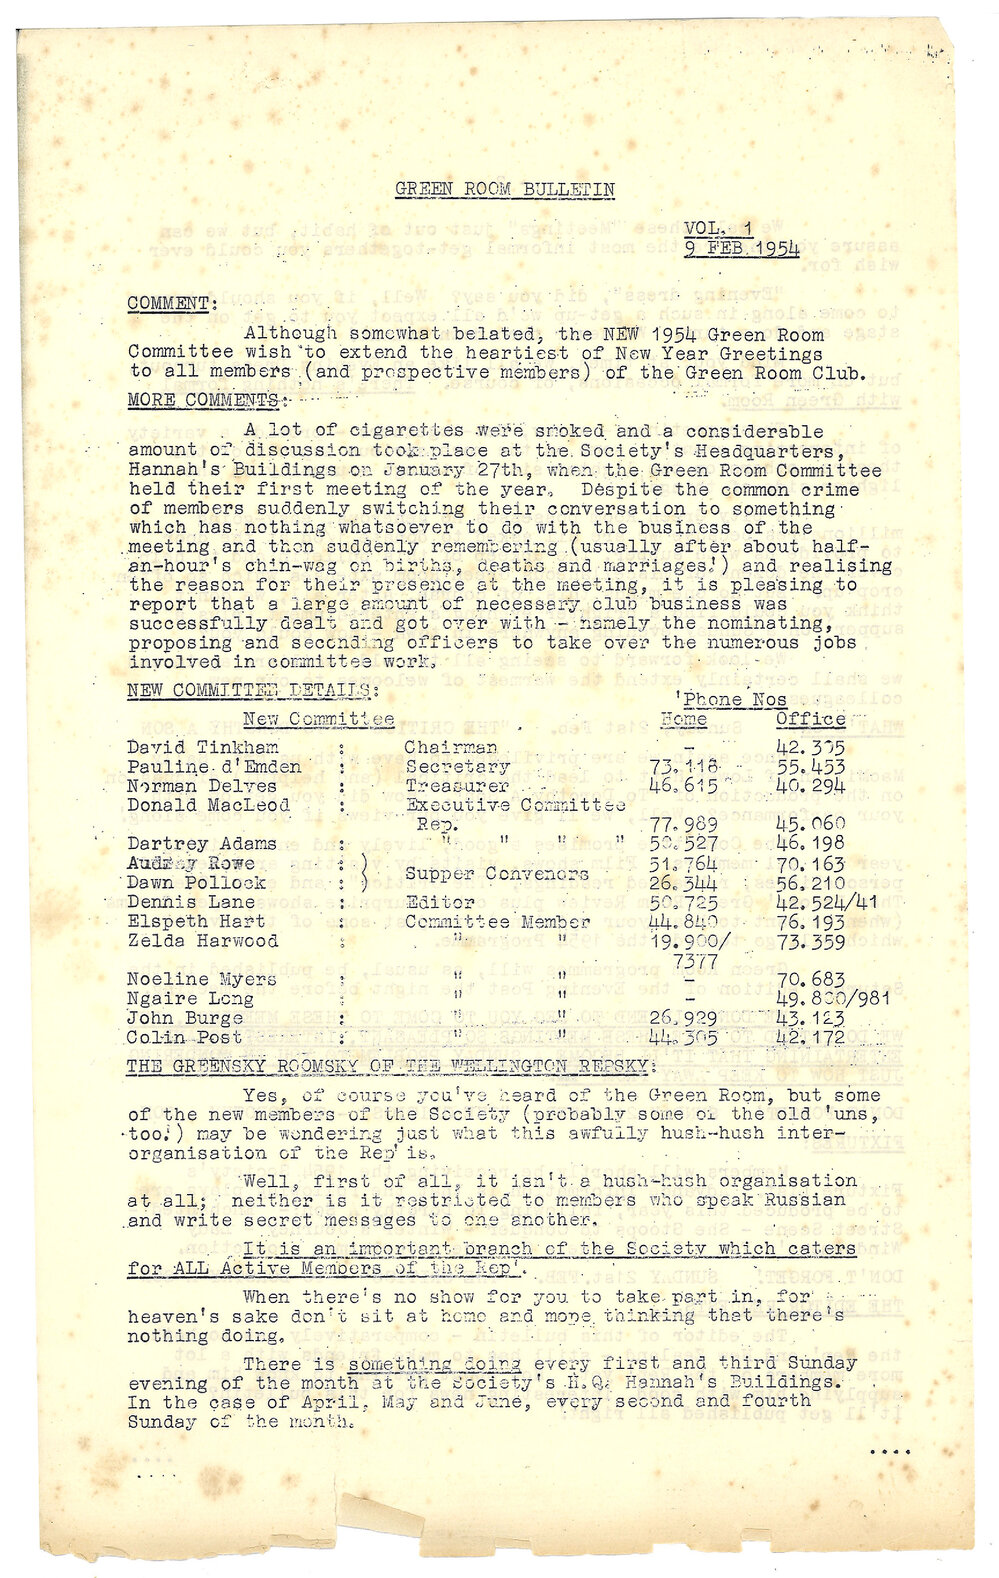 GREEN ROOM BULLETIN
VOL. 1
9 FEB. 1954
COMMENT:
Although somewhat belated, the NEW 1954 Green Room
Committee wish to extend the heartiest of New Year Greetings
to all members (and prospective members) of the Green Room Club.
MORE COMMENTS:
A lot of cigarettes were smoked and a considerable
amount of discussion took place at the Society's Headquarters,
Hannah's Buildings on January 27th, when the Green Room Committee
held their first meeting of the year. Despite the common crime
of members suddenly switching their conversation to something
which has nothing whatsoever to do with the business of the
meeting and then suddenly remembering (usually after about half-
an-hour's chin-wag on births, deaths and marriages!) and realising
the reason for their presence at the meeting, it is pleasing to
report that a large amount of necessary club business was
successfully dealt and got over with - namely the nominating,
proposing and seconding officers to take over the numerous jobs
involved in committee work.
NEW COMMITTEE DETAILS:
'Phone Nos
New Committee Home Office
David Tinkham : Chairman - 42.305
Pauline d'Emden : Secretary 73.118 55.453
Norman Delves : Treasurer 46.615 40.294
Donald MacLeod : Executive Committee
Rep. 77.989 45.060
Dartrey Adams : " " " " 50.527 46.198
Audrey Rowe : ) 51.764 70.163
Supper Convenors
Dawn Pollock : ) 26.344 56.210
Dennis Lane : Editor 50.725 42.524/41
Elspeth Hart : Committee Member 44.840 76.193
Zelda Harwood : " " 19.900/ 73.359
7377
Noeline Myers : " " - 70.683
Ngaire Long : " " - 49.800/981
John Burge : " " 26.929 43.123
Colin Post : " " 44.305 42.172
THE GREENSKY ROOMSKY OF THE WELLINGTON REPSKY:
Yes, of course you've heard of the Green Room, but some
of the new members of the Society (probably some of the old 'uns,
too!) may be wondering just what this awfully hush-hush inter-
organisation of the Rep' is.
Well, first of all, it isn't a hush-hush organisation
at all; neither is it restricted to members who speak Russian
and write secret messages to one another.
It is an important branch of the Society which caters
for ALL Active Members of the Rep'.
When there's no show for you to take part in, for
heaven's sake don't sit at home and mope thinking that there's
nothing doing.
There is something doing every first and third Sunday
evening of the month at the Society's H.Q. Hannah's Buildings.
In the case of April, May and June, every second and fourth
Sunday of the month.
....
....